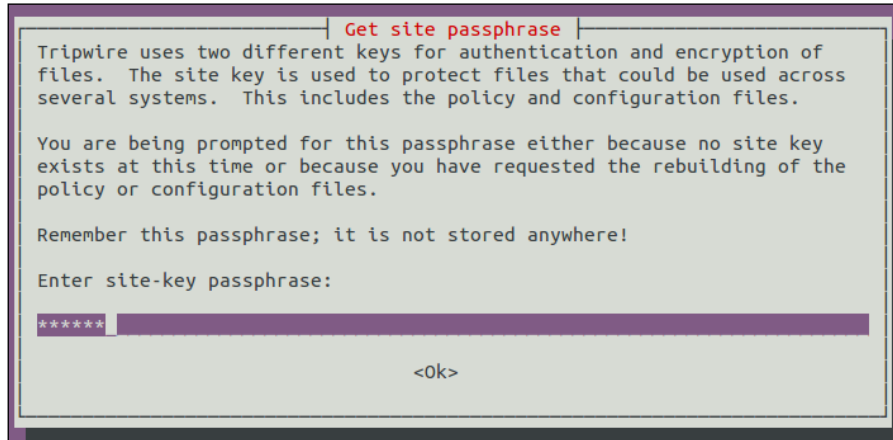 Get site passphrase
Tripwire uses two different keys for authentication and encryption of
files.  The site key is used to protect files that could be used across
several systems.  This includes the policy and configuration files.
You are being prompted for this passphrase either because no site key
exists at this time or because you have requested the rebuilding of the
policy or configuration files.
Remember this passphrase; it is not stored anywhere!
Enter site-key passphrase:
******_
<Ok>